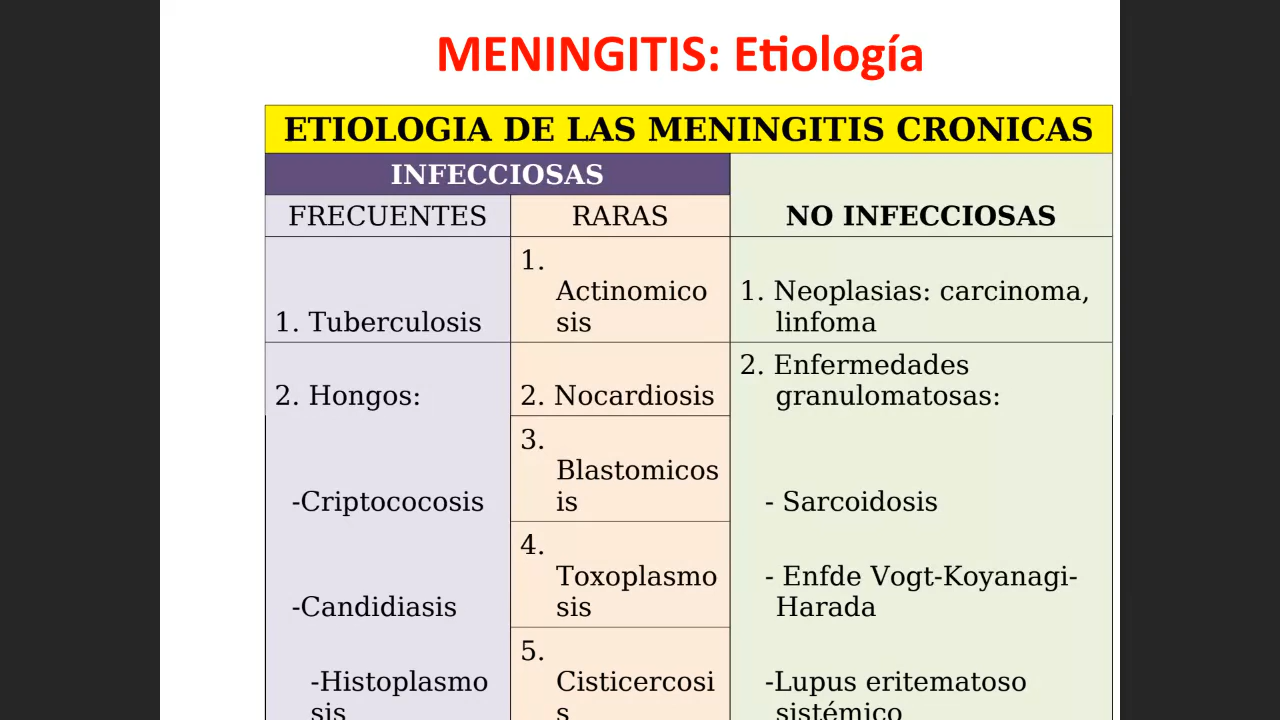 MENINGITIS: Etiología
ETIOLOGIA DE LAS MENINGITIS CRONICAS
INFECCIOSAS
FRECUENTES
RARAS
NO INFECCIOSAS
1. Tuberculosis
1.
Actinomico
sis
1. Neoplasias: carcinoma,
linfoma
2. Hongos:
2. Nocardiosis
2. Enfermedades
granulomatosas:
-Criptococosis
3.
Blastomicos
is
- Sarcoidosis
-Candidiasis
4.
Toxoplasmo
sis
- Enfde Vogt-Koyanagi-
Harada
-Histoplasmo
sis
5.
Cisticercosi
s
-Lupus eritematoso
sistémico